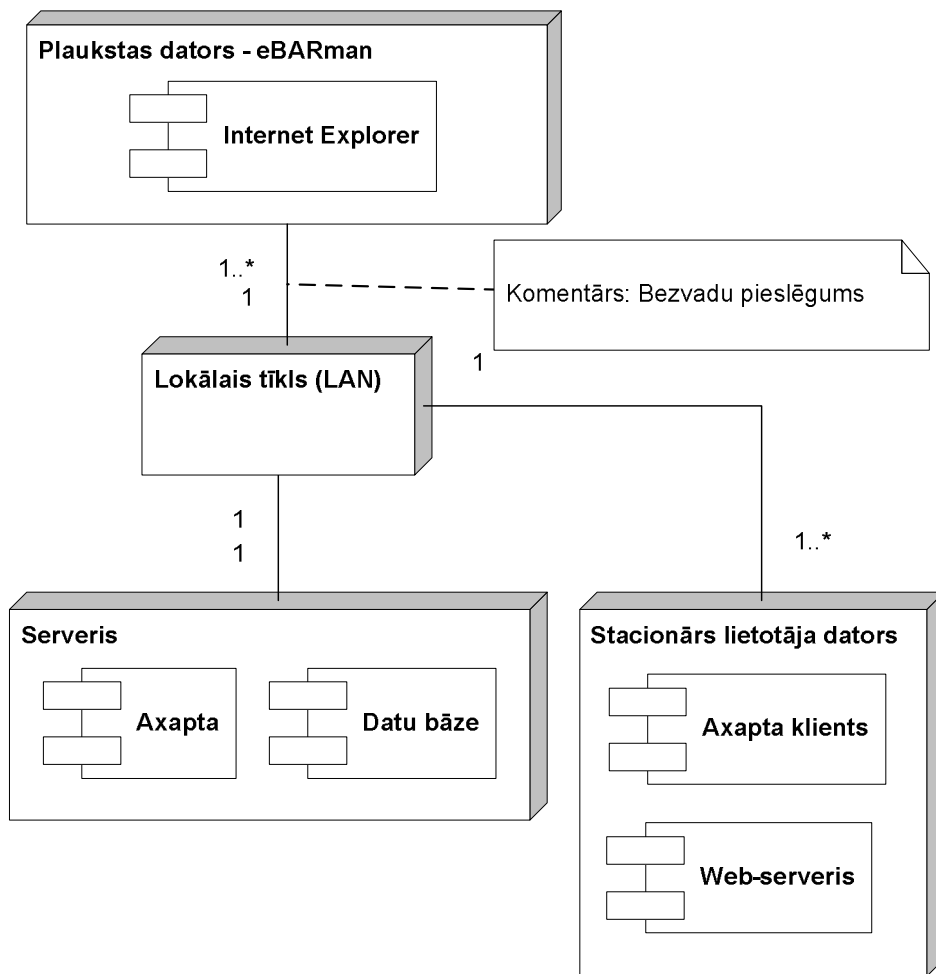 Plaukstas dators - eBARman
Internet Explorer
1..*
1
Komentārs: Bezvadu pieslēgums
Lokālais tīkls (LAN)
1
1
1
1..*
Serveris
Axapta
Datu bāze
Stacionārs lietotāja dators
Axapta klients
Web-serveris